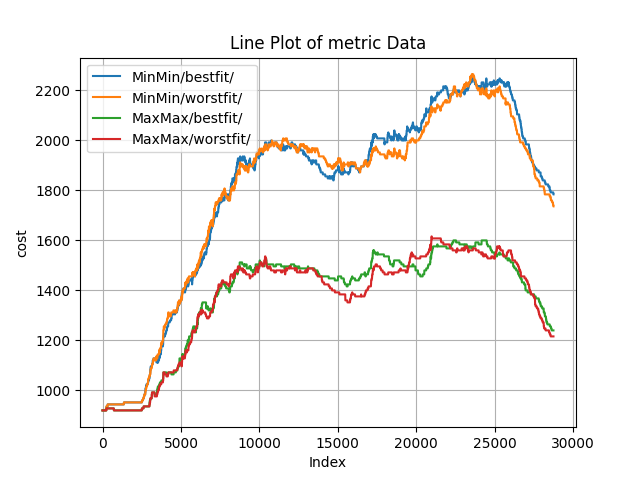 Line Plot of metric Data
MinMin/bestfit/
MinMin/worstfit/
MaxMax/bestfit/
MaxMax/worstfit/
cost
2200
2000
1800
1600
1400
1200
1000
0 5000 10000 15000 20000 25000 30000
Index